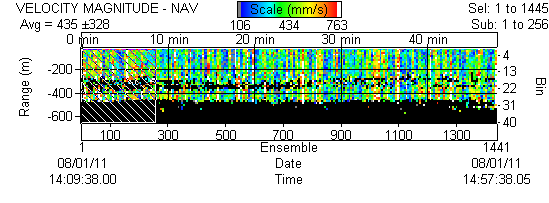 VELOCITY MAGNITUDE - NAV Scale (mm/s) Sel: 1 to 1445
Avg = 435 ±328 106 434 763 Sub: 1 to 256
0 min 10 min 20 min 30 min 40 min
Range (m)
-200
-400
-600
4
13
22
31
40
Bin
100 300 500 700 900 1100 1300
1 Ensemble 1441
08/01/11 Date 08/01/11
14:09:38.00 Time 14:57:38.05